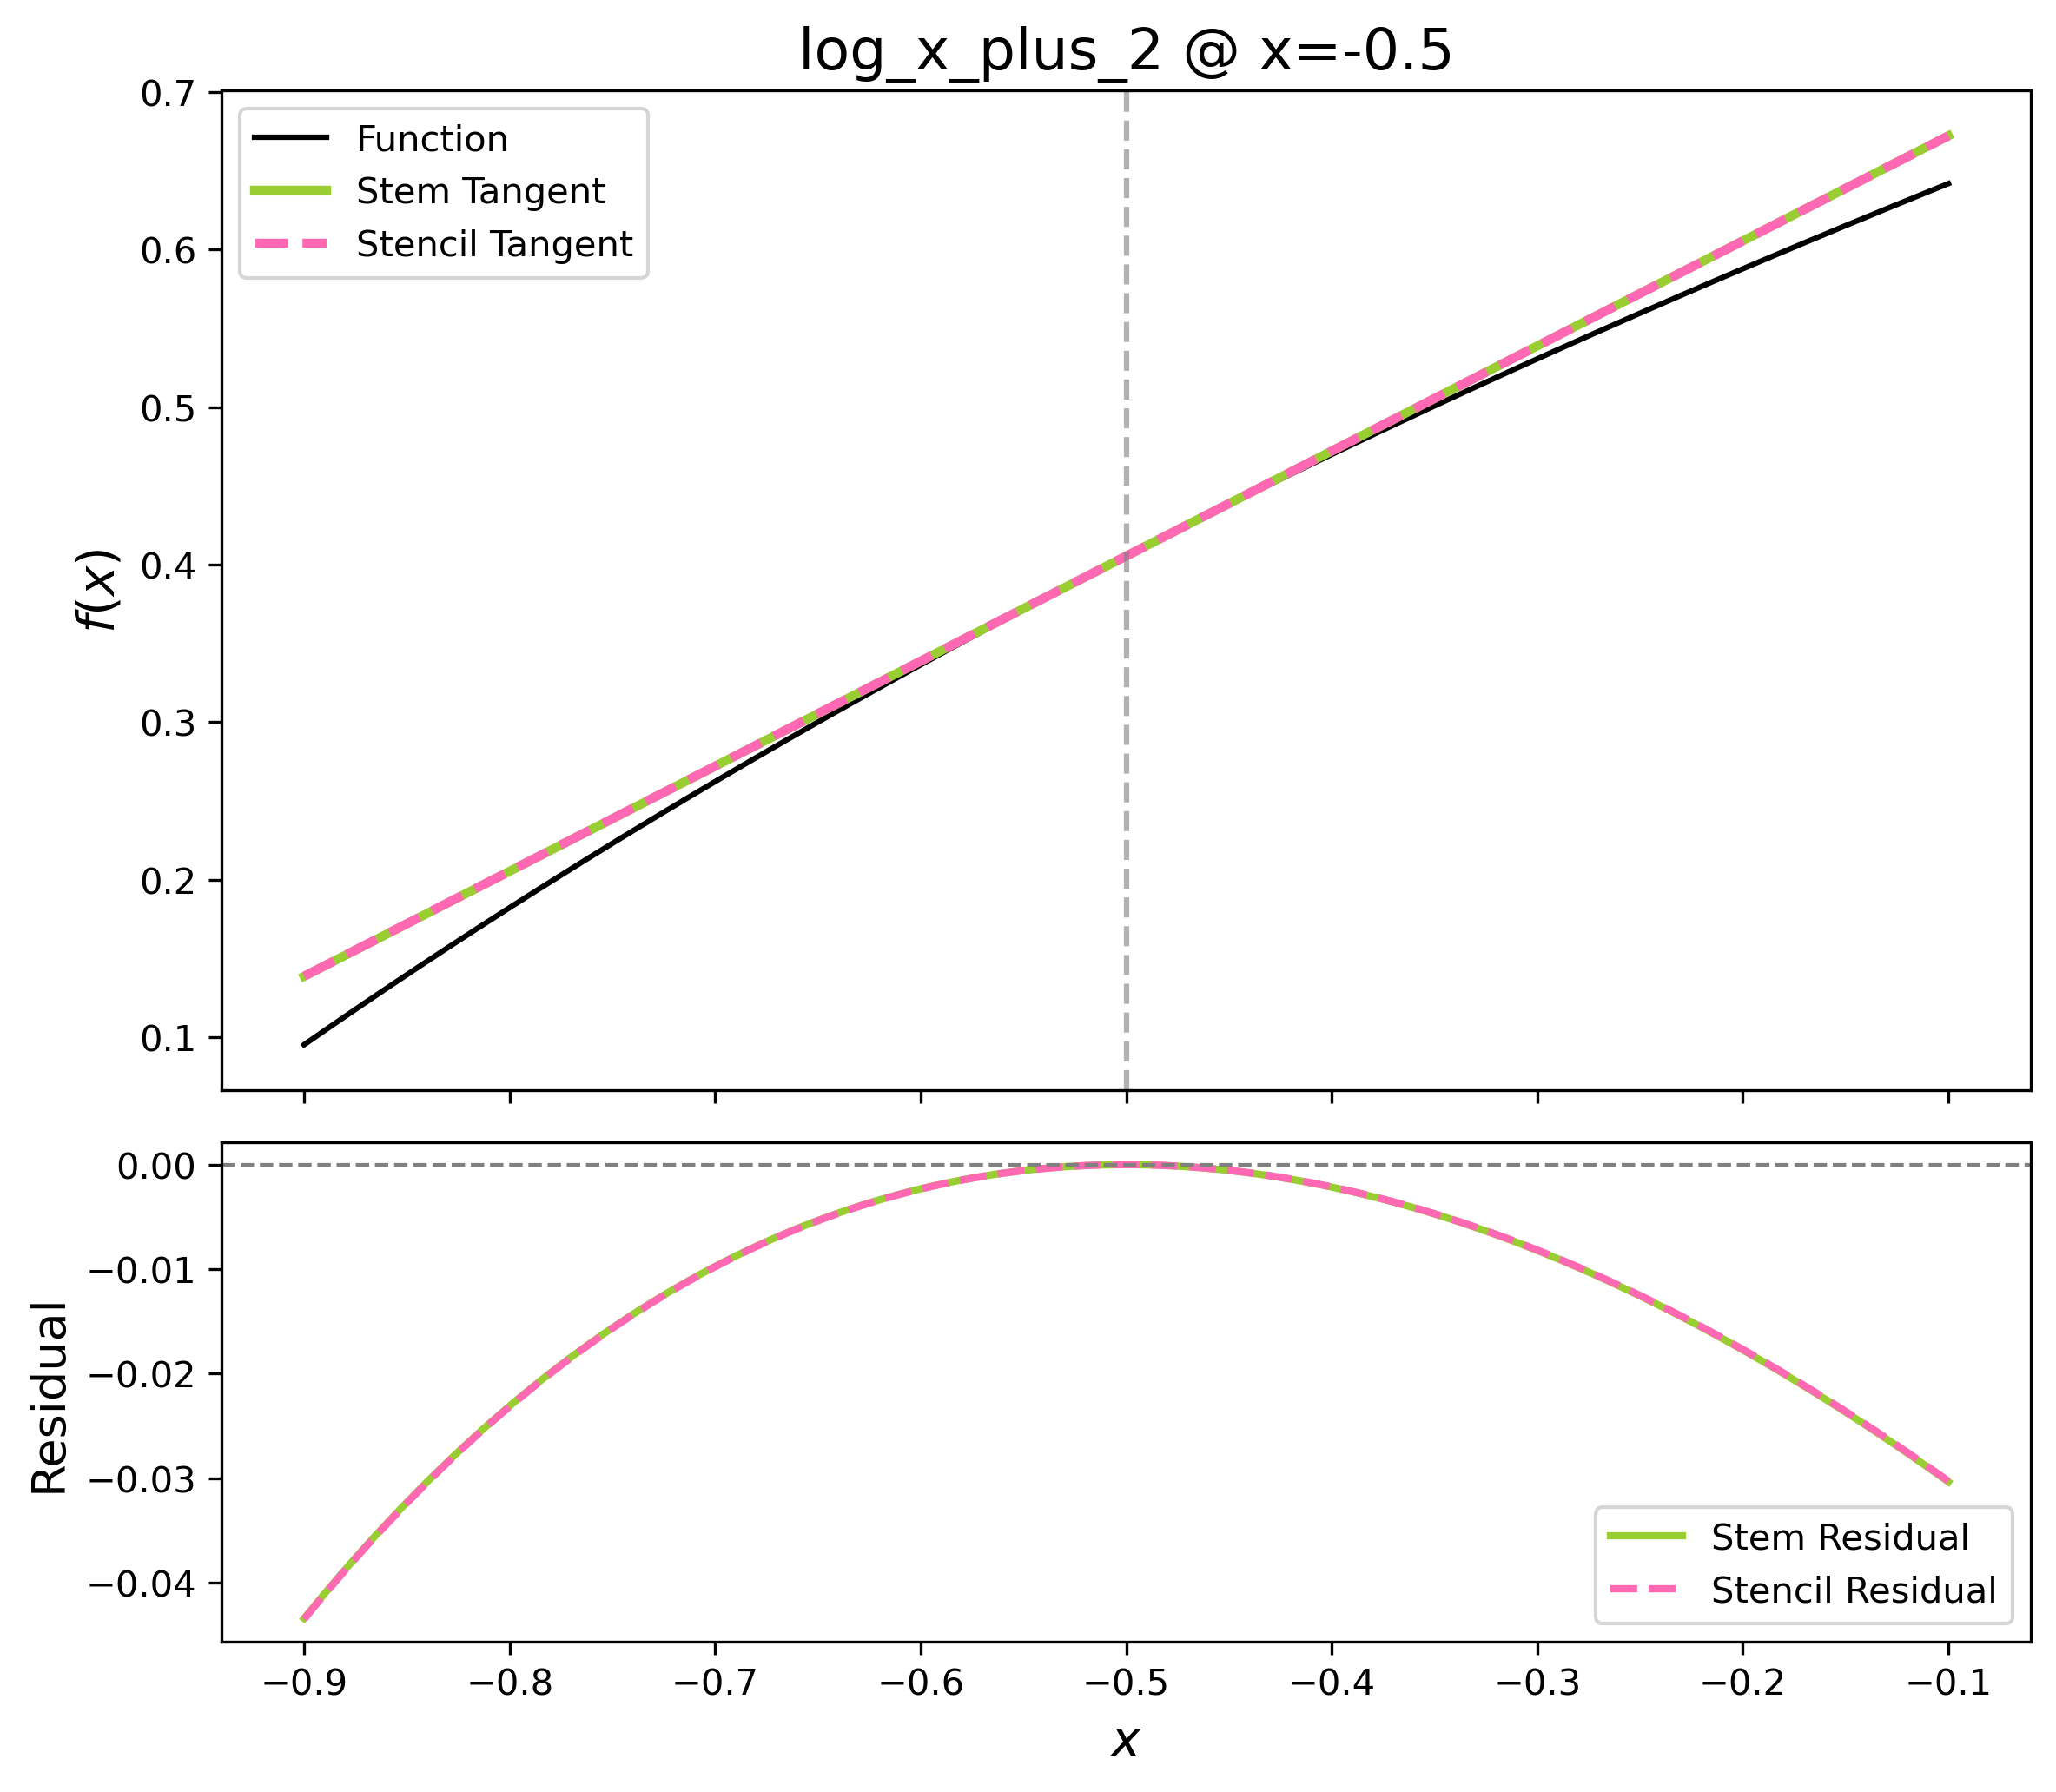 log_x_plus_2 @ x=-0.5
0.7
0.6
0.5
0.4
0.3
0.2
0.1
f(x)
Function
Stem Tangent
Stencil Tangent
0.00
−0.01
−0.02
−0.03
−0.04
Residual
Stem Residual
Stencil Residual
−0.9 −0.8 −0.7 −0.6 −0.5 −0.4 −0.3 −0.2 −0.1
x